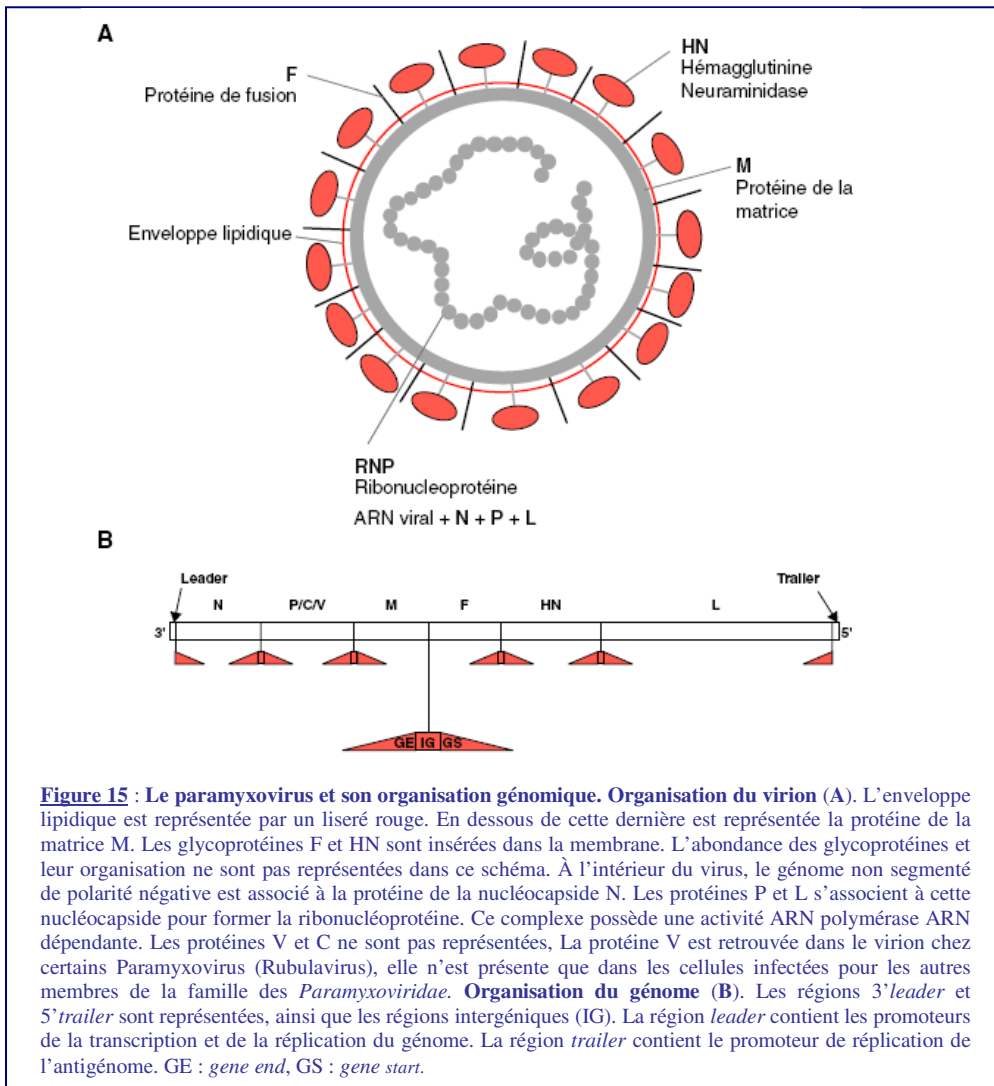 A
F
Protéine de fusion
HN
Hémagglutinine
Neuraminidase
M
Protéine de la
matrice
Enveloppe lipidique
RNP
Ribonucleoprotéine
ARN viral + N + P + L
B
Leader
Trailer
N P/C/V M F HN L
3' 5'
GE IG GS
Figure 15 : Le paramyxovirus et son organisation génomique. Organisation du virion (A). L'enveloppe
lipidique est représentée par un liseré rouge. En dessous de cette dernière est représentée la protéine de la
matrice M. Les glycoprotéines F et HN sont insérées dans la membrane. L'abondance des glycoprotéines et
leur organisation ne sont pas représentées dans ce schéma. À l'intérieur du virus, le génome non segmenté
de polarité négative est associé à la protéine de la nucléocapside N. Les protéines P et L s'associent à cette
nucléocapside pour former la ribonucléoprotéine. Ce complexe possède une activité ARN polymérase ARN
dépendante. Les protéines V et C ne sont pas représentées, La protéine V est retrouvée dans le virion chez
certains Paramyxovirus (Rubulavirus), elle n'est présente que dans les cellules infectées pour les autres
membres de la famille des Paramyxoviridae. Organisation du génome (B). Les régions 3'leader et
5'trailer sont représentées, ainsi que les régions intergéniques (IG). La région leader contient les promoteurs
de la transcription et de la réplication du génome. La région trailer contient le promoteur de réplication de
l'antigénome. GE : gene end, GS : gene start.